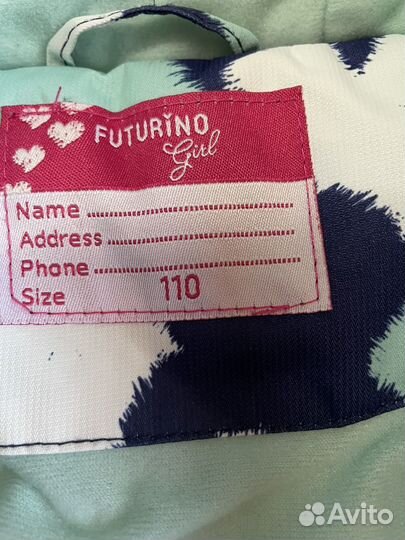 FUTURINO
Girl
Name ................................
Address .............................
Phone ...............................
Size 110
Avito